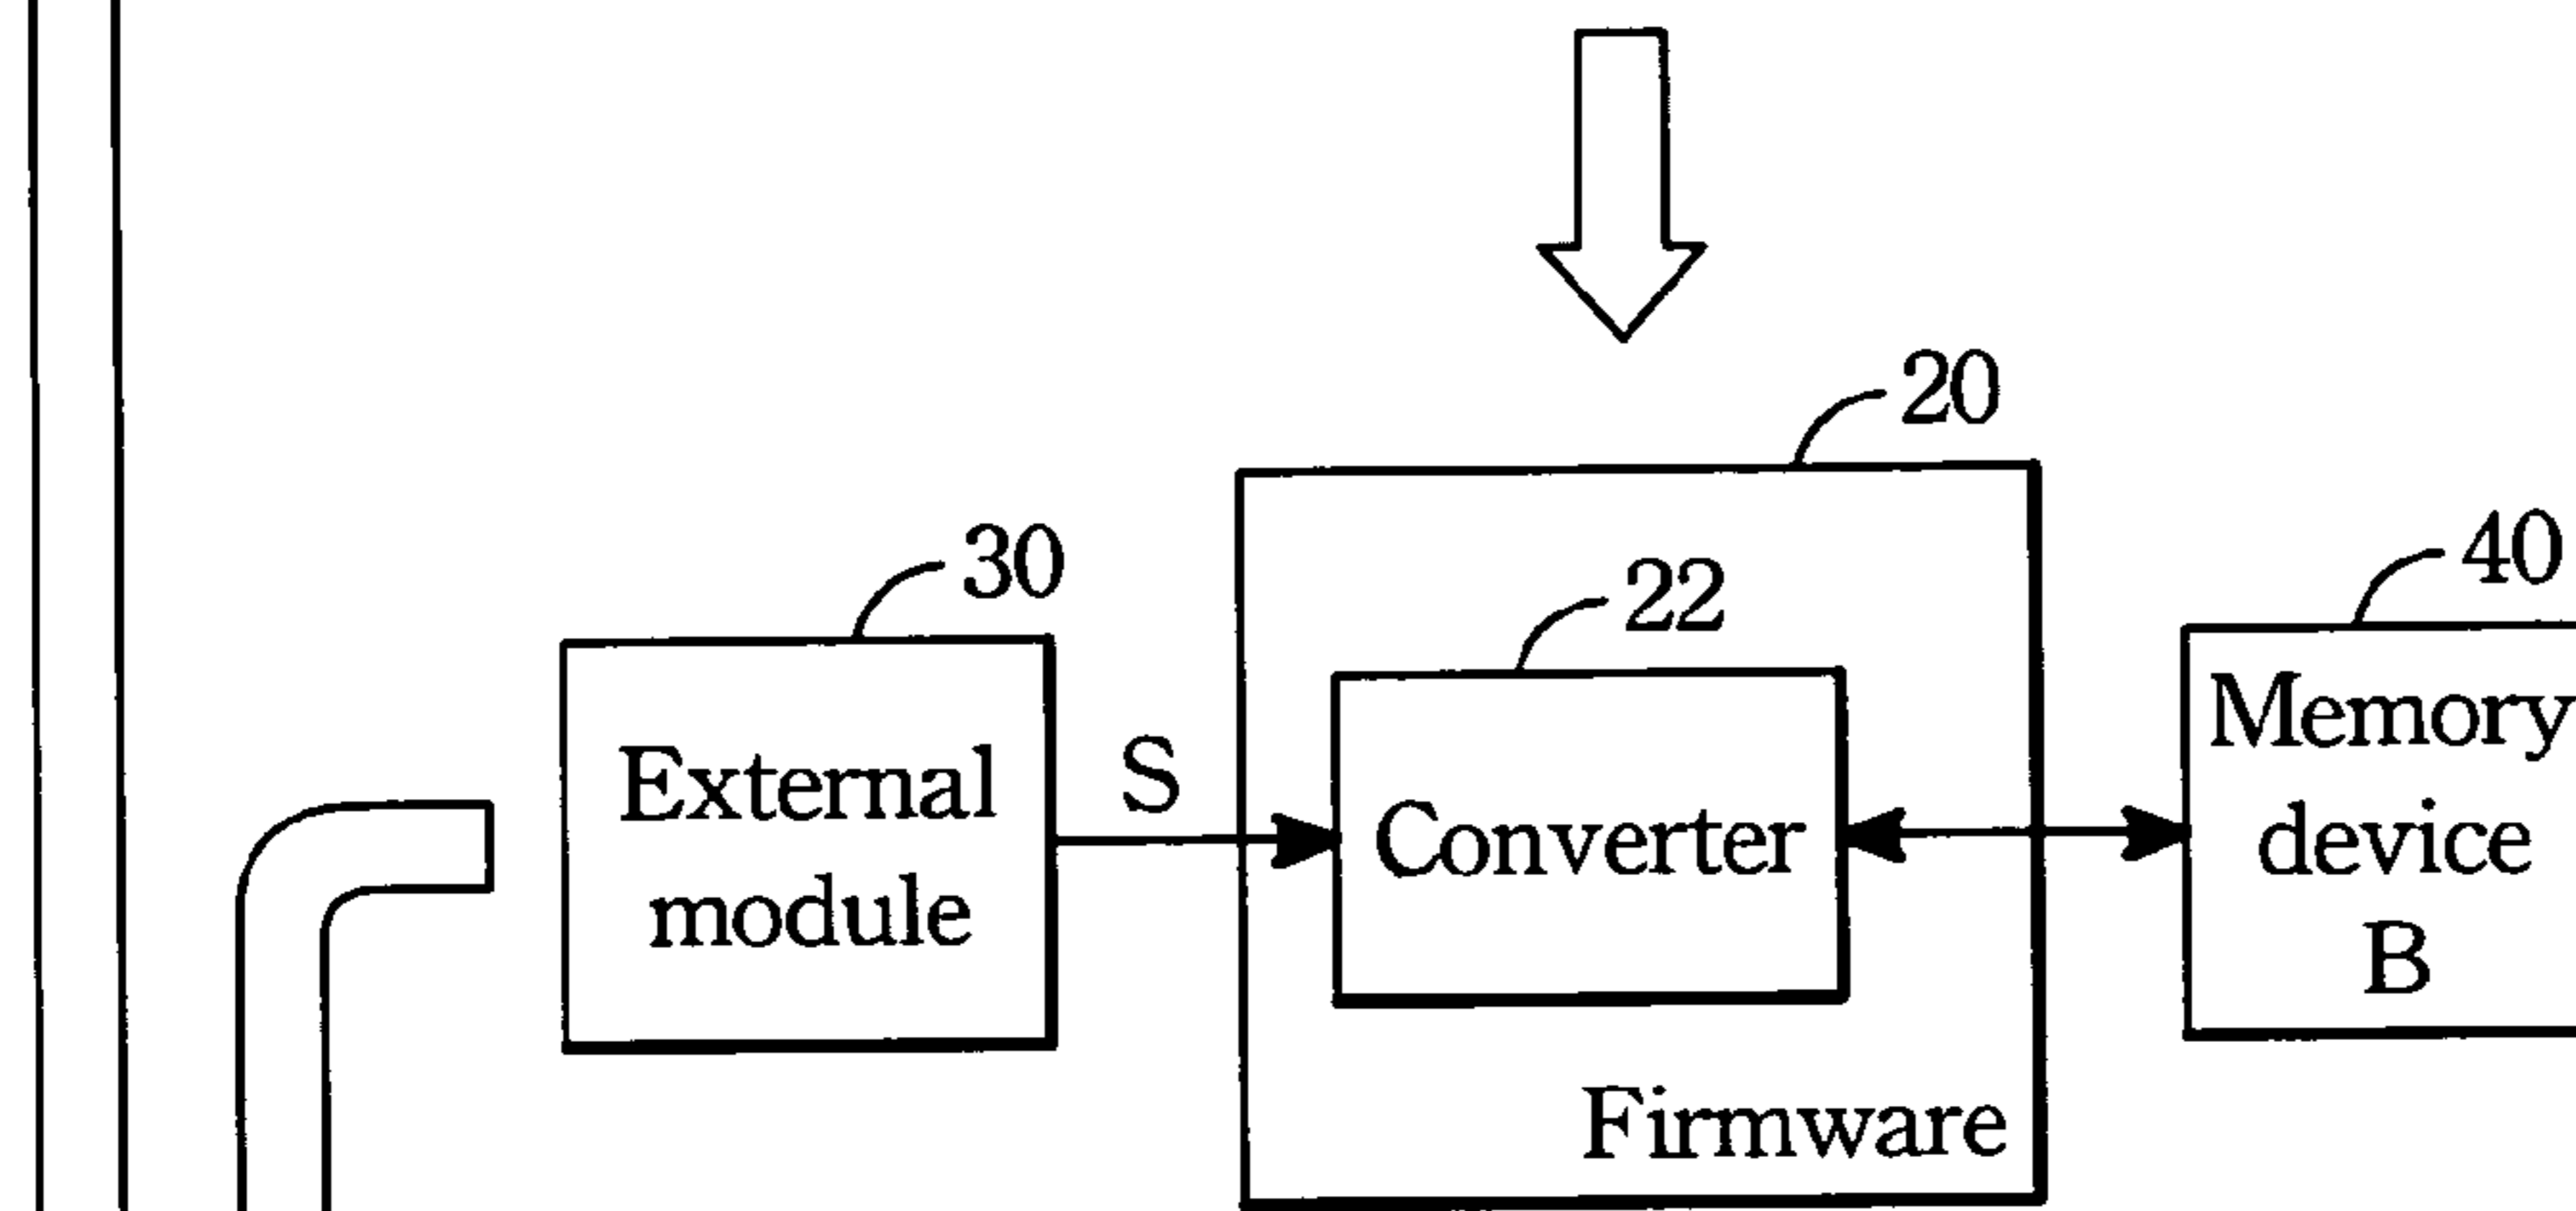 20
30
22
40
External
module
S
Converter
Memory
device
B
Firmware